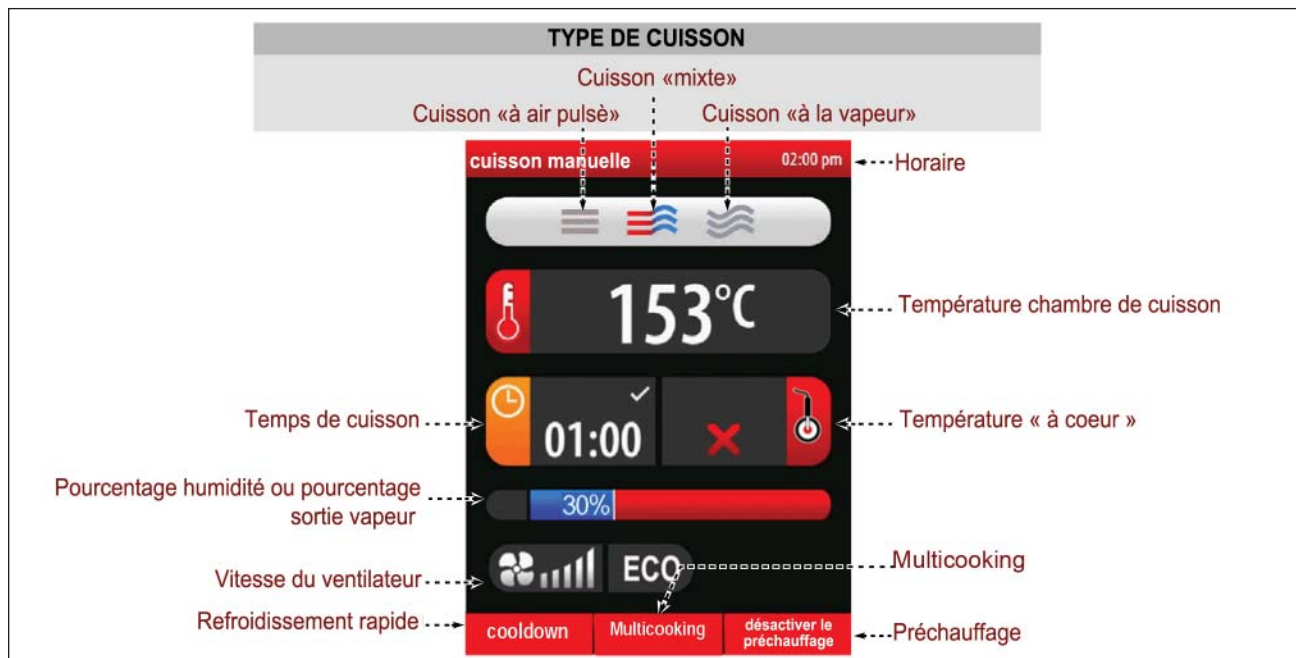 TYPE DE CUISSON
Cuisson «mixte»
Cuisson «à air pulsè»
Cuisson «à la vapeur»
cuisson manuelle
02:00 pm
Horaire
153°C
Température chambre de cuisson
Temps de cuisson
01:00
Température « à coeur »
Pourcentage humidité ou pourcentage
sortie vapeur
30%
Vitesse du ventilateur
ECO
Multicooking
Refroidissement rapide
cooldown
Multicooking
désactiver le
préchauffage
Préchauffage